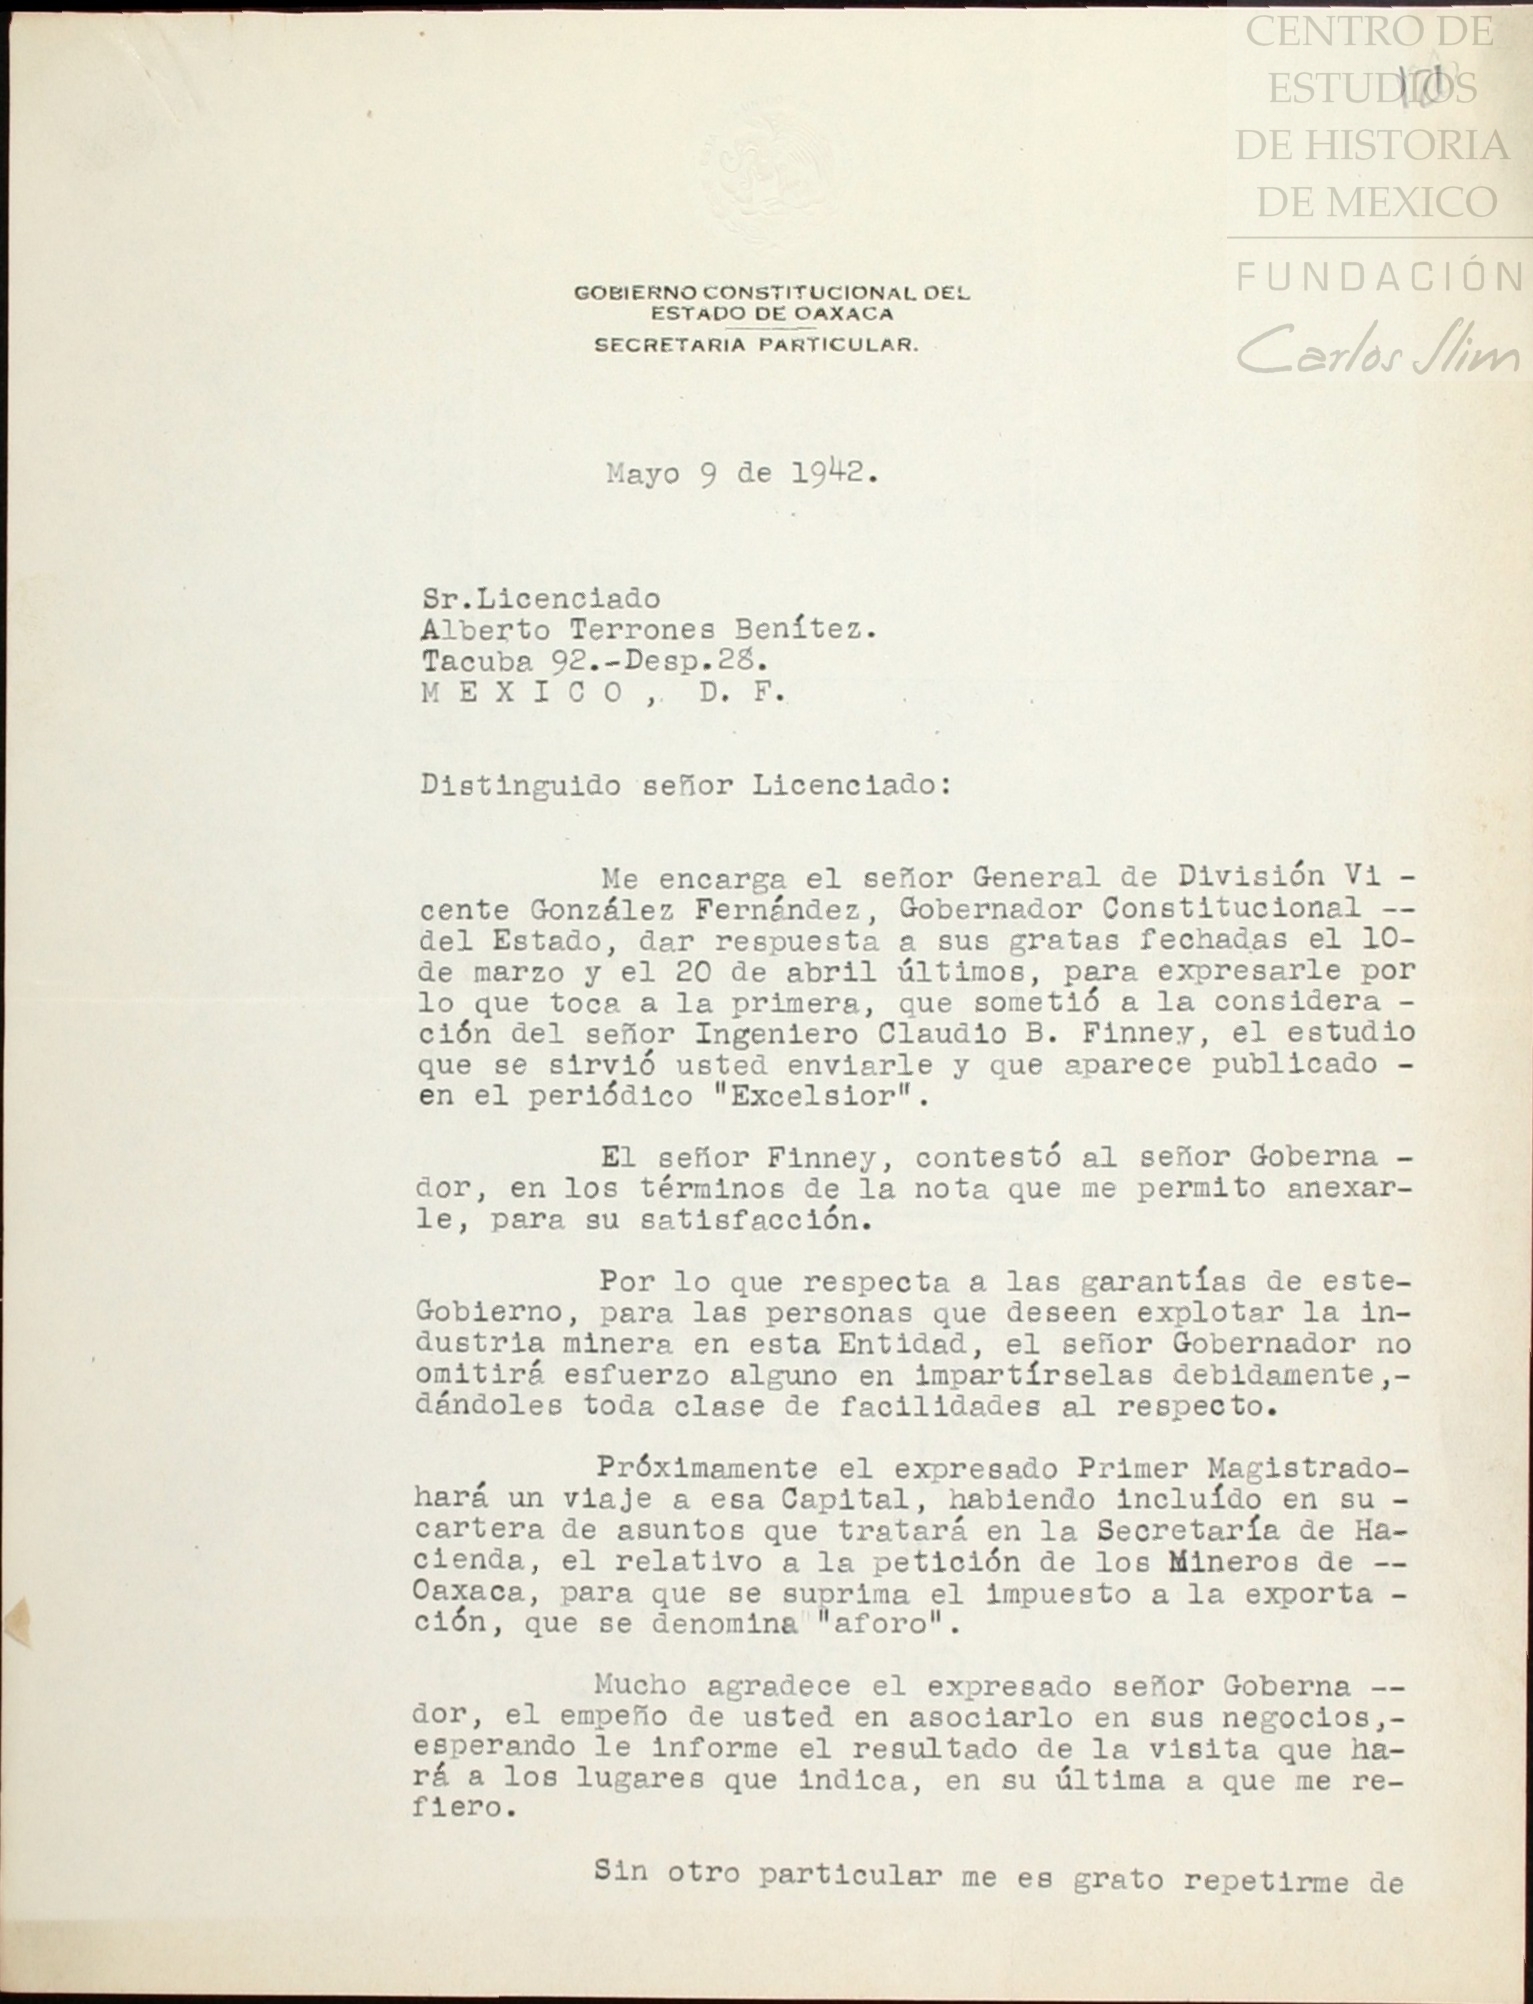 CENTRO DE
ESTUDIOS
DE HISTORIA
DE MEXICO
FUNDACIÓN
Carlos Slim
GOBIERNO CONSTITUCIONAL DEL
ESTADO DE OAXACA
SECRETARIA PARTICULAR.
Mayo 9 de 1942.
Sr.Licenciado
Alberto Terrones Benítez.
Tacuba 92.-Desp.28.
M E X I C O , D. F.
Distinguido señor Licenciado:
Me encarga el señor General de División Vi -
cente González Fernández, Gobernador Constitucional --
del Estado, dar respuesta a sus gratas fechadas el 10-
de marzo y el 20 de abril últimos, para expresarle por
lo que toca a la primera, que sometió a la considera -
ción del señor Ingeniero Claudio B. Finney, el estudio
que se sirvió usted enviarle y que aparece publicado -
en el periódico "Excelsior".
El señor Finney, contestó al señor Goberna -
dor, en los términos de la nota que me permito anexar-
le, para su satisfacción.
Por lo que respecta a las garantías de este-
Gobierno, para las personas que deseen explotar la in-
dustria minera en esta Entidad, el señor Gobernador no
omitirá esfuerzo alguno en impartírselas debidamente,-
dándoles toda clase de facilidades al respecto.
Próximamente el expresado Primer Magistrado-
hará un viaje a esa Capital, habiendo incluído en su -
cartera de asuntos que tratará en la Secretaría de Ha-
cienda, el relativo a la petición de los Mineros de --
Oaxaca, para que se suprima el impuesto a la exporta -
ción, que se denomina "aforo".
Mucho agradece el expresado señor Goberna --
dor, el empeño de usted en asociarlo en sus negocios,-
esperando le informe el resultado de la visita que ha-
rá a los lugares que indica, en su última a que me re-
fiero.
Sin otro particular me es grato repetirme de